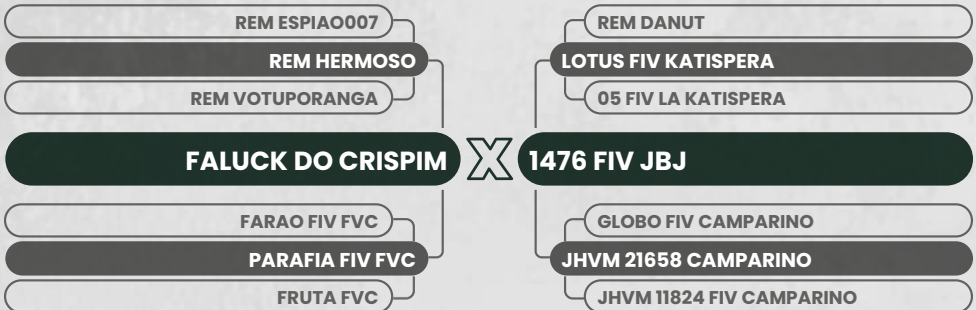 REM ESPIAO007
REM HERMOSO
REM VOTUPORANGA
FALUCK DO CRISPIM
FARAO FIV FVC
PARAFIA FIV FVC
FRUTA FVC
X
REM DANUT
LOTUS FIV KATISPERA
05 FIV LA KATISPERA
1476 FIV JBJ
GLOBO FIV CAMPARINO
JHVM 21658 CAMPARINO
JHVM 11824 FIV CAMPARINO